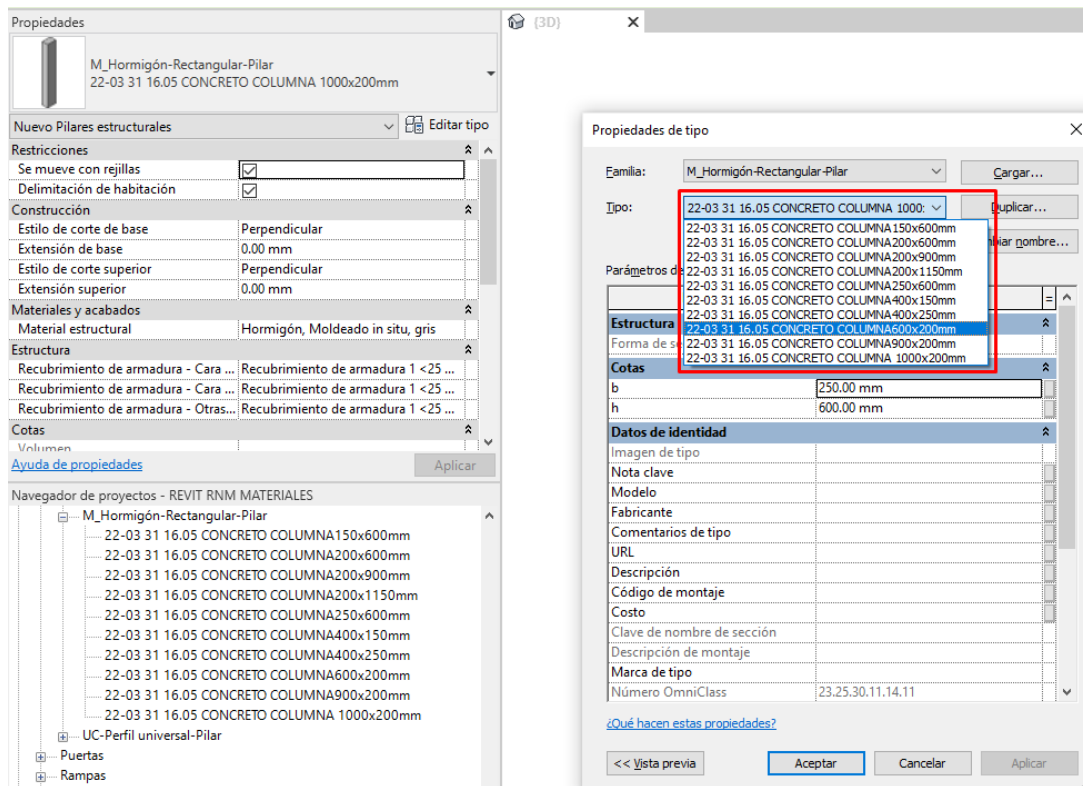 Propiedades
{3D}
M_Hormigón-Rectangular-Pilar
22-03 31 16.05 CONCRETO COLUMNA 1000x200mm
Nuevo Pilares estructurales
Editar tipo
Restricciones
Se mueve con rejillas
Delimitación de habitación
Construcción
Estilo de corte de base Perpendicular
Extensión de base 0.00 mm
Estilo de corte superior Perpendicular
Extensión superior 0.00 mm
Materiales y acabados
Material estructural Hormigón, Moldeado in situ, gris
Estructura
Recubrimiento de armadura - Cara ... Recubrimiento de armadura 1 <25 ...
Recubrimiento de armadura - Cara ... Recubrimiento de armadura 1 <25 ...
Recubrimiento de armadura - Otras... Recubrimiento de armadura 1 <25 ...
Cotas
Volumen
Ayuda de propiedades Aplicar
Navegador de proyectos - REVIT RNM MATERIALES
M_Hormigón-Rectangular-Pilar
22-03 31 16.05 CONCRETO COLUMNA150x600mm
22-03 31 16.05 CONCRETO COLUMNA200x600mm
22-03 31 16.05 CONCRETO COLUMNA200x900mm
22-03 31 16.05 CONCRETO COLUMNA200x1150mm
22-03 31 16.05 CONCRETO COLUMNA250x600mm
22-03 31 16.05 CONCRETO COLUMNA400x150mm
22-03 31 16.05 CONCRETO COLUMNA400x250mm
22-03 31 16.05 CONCRETO COLUMNA600x200mm
22-03 31 16.05 CONCRETO COLUMNA900x200mm
22-03 31 16.05 CONCRETO COLUMNA 1000x200mm
UC-Perfil universal-Pilar
Puertas
Rampas
Propiedades de tipo
Familia: M_Hormigón-Rectangular-Pilar Cargar...
Tipo: 22-03 31 16.05 CONCRETO COLUMNA 1000: Duplicar...
22-03 31 16.05 CONCRETO COLUMNA150x600mm
22-03 31 16.05 CONCRETO COLUMNA200x600mm
biar nombre...
22-03 31 16.05 CONCRETO COLUMNA200x900mm
Parámetros de
22-03 31 16.05 CONCRETO COLUMNA200x1150mm
22-03 31 16.05 CONCRETO COLUMNA250x600mm
22-03 31 16.05 CONCRETO COLUMNA400x150mm
=
22-03 31 16.05 CONCRETO COLUMNA400x250mm
Estructura
22-03 31 16.05 CONCRETO COLUMNA600x200mm
Forma de se
22-03 31 16.05 CONCRETO COLUMNA900x200mm
22-03 31 16.05 CONCRETO COLUMNA 1000x200mm
Cotas
b 250.00 mm
h 600.00 mm
Datos de identidad
Imagen de tipo
Nota clave
Modelo
Fabricante
Comentarios de tipo
URL
Descripción
Código de montaje
Costo
Clave de nombre de sección
Descripción de montaje
Marca de tipo
Número OmniClass 23.25.30.11.14.11
¿Qué hacen estas propiedades?
<< Vista previa Aceptar Cancelar Aplicar